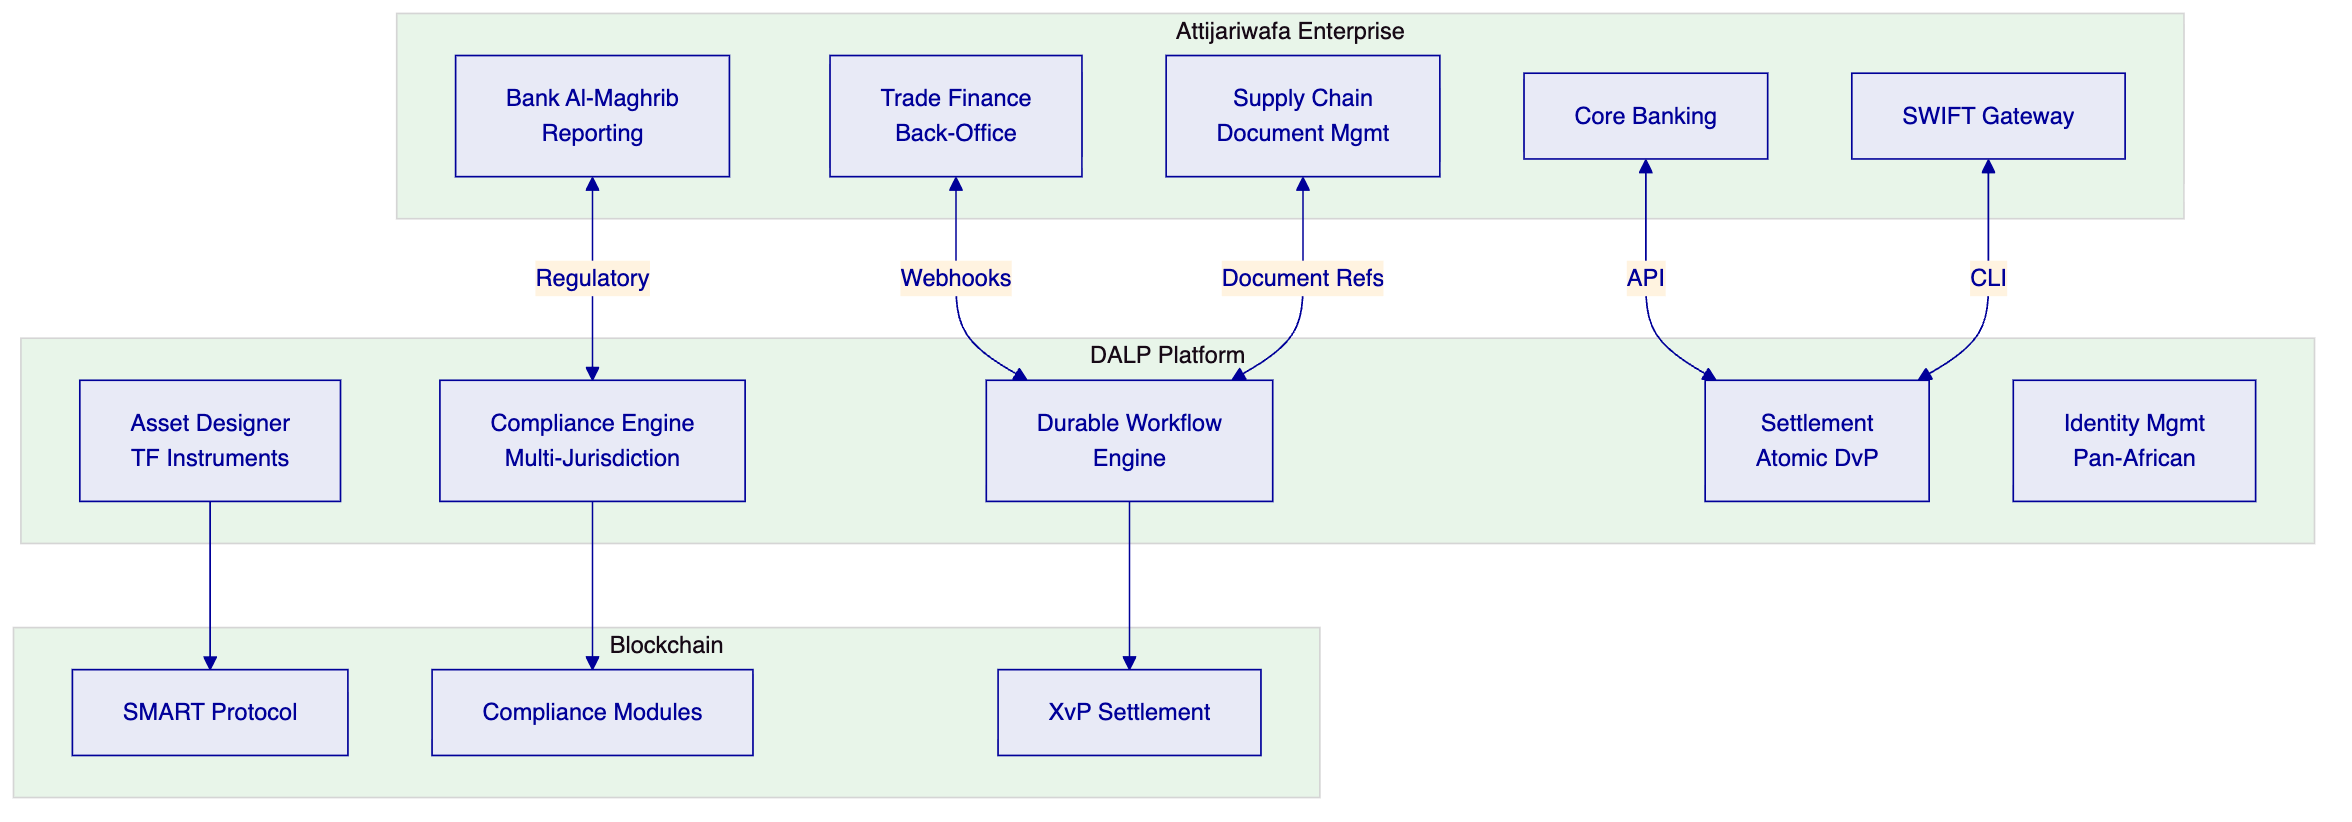 Attijariwafa Enterprise
Bank Al-Maghrib
Reporting
Trade Finance
Back-Office
Supply Chain
Document Mgmt
Core Banking
SWIFT Gateway
Regulatory
Webhooks
Document Refs
API
CLI
DALP Platform
Asset Designer
TF Instruments
Compliance Engine
Multi-Jurisdiction
Durable Workflow
Engine
Settlement
Atomic DvP
Identity Mgmt
Pan-African
Blockchain
SMART Protocol
Compliance Modules
XvP Settlement